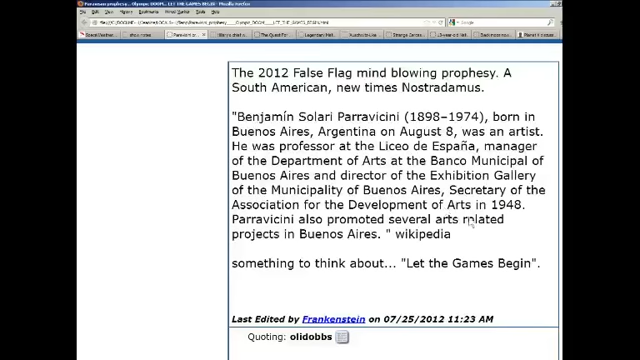 The 2012 False Flag mind blowing prophesy. A
South American, new times Nostradamus.
"Benjamín Solari Parravicini (1898–1974), born in
Buenos Aires, Argentina on August 8, was an artist.
He was professor at the Liceo de España, manager
of the Department of Arts at the Banco Municipal of
Buenos Aires and director of the Exhibition Gallery
of the Municipality of Buenos Aires, Secretary of the
Association for the Development of Arts in 1948.
Parravicini also promoted several arts related
projects in Buenos Aires. " wikipedia
something to think about... "Let the Games Begin".
Last Edited by Frankenstein on 07/25/2012 11:23 AM
Quoting: olidobbs